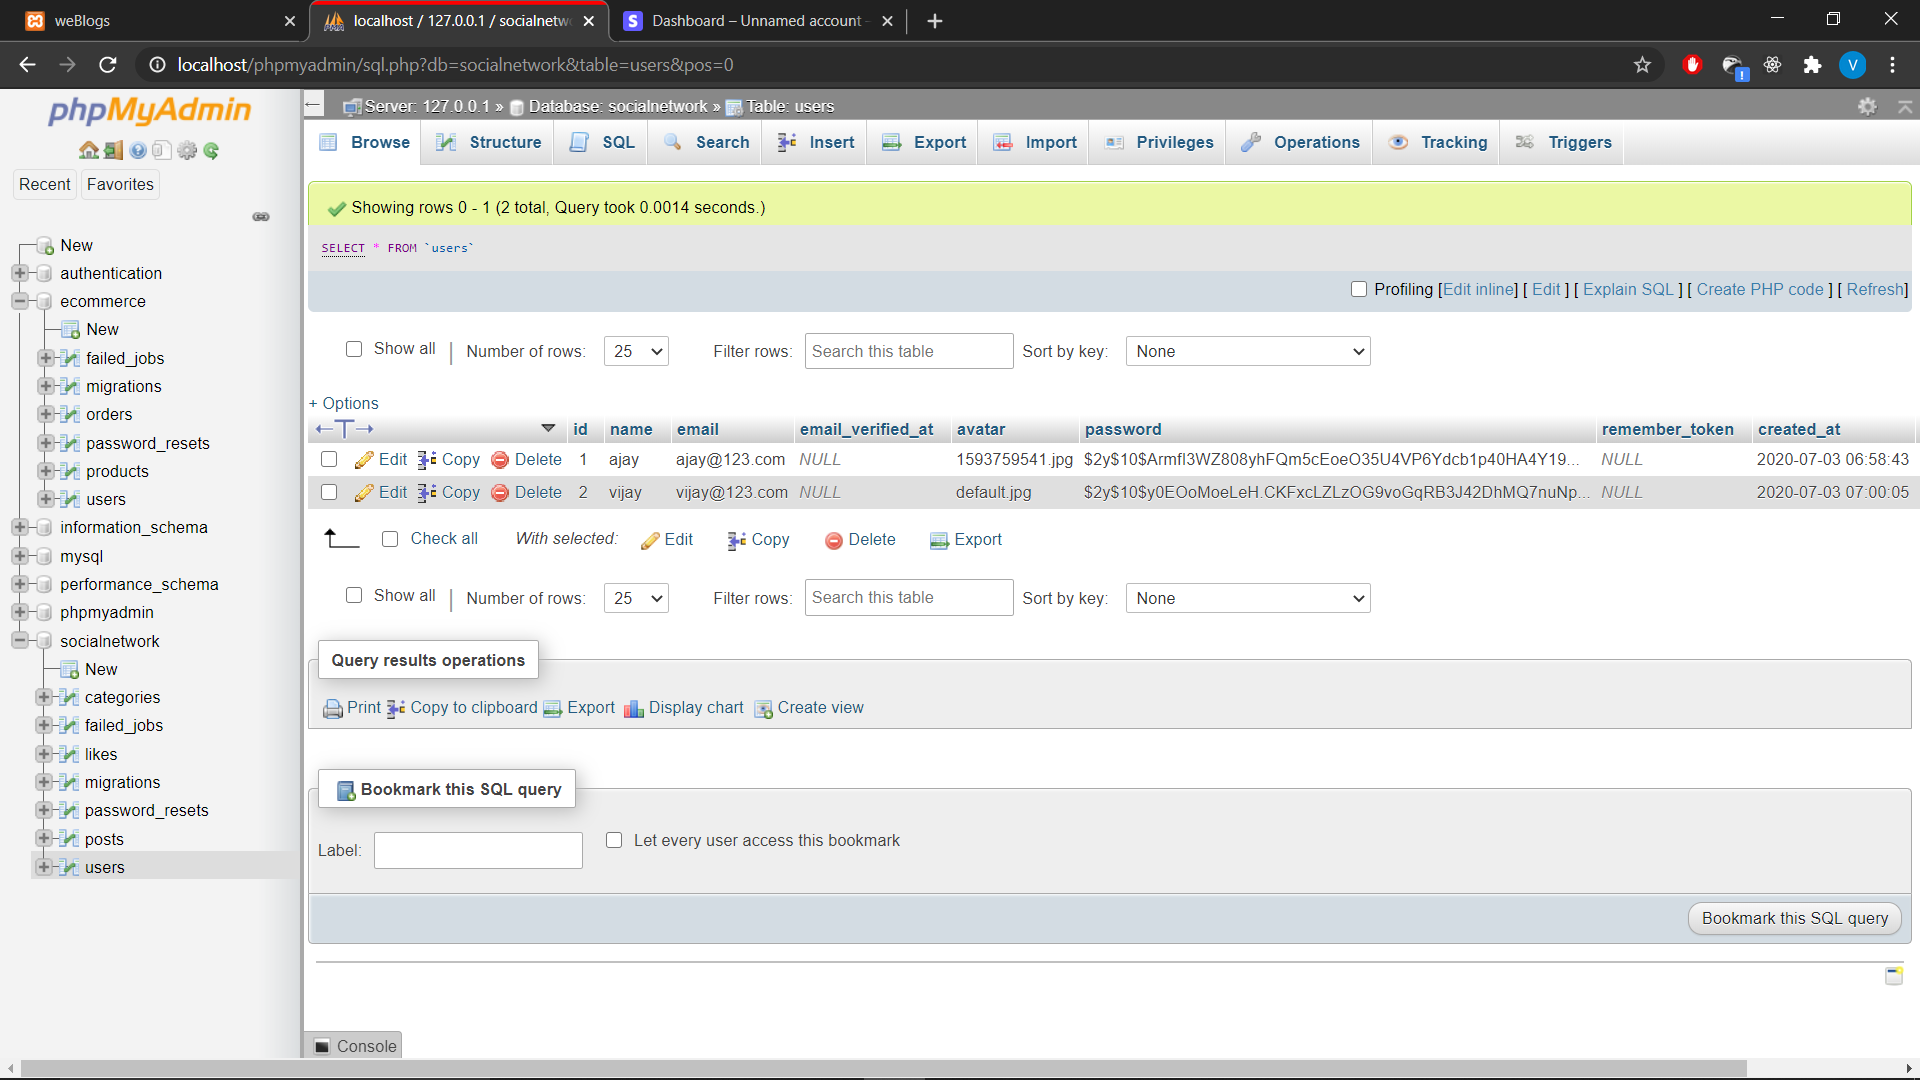 weBlogs
localhost / 127.0.0.1 / socialnetw
Dashboard – Unnamed account
localhost/phpmyadmin/sql.php?db=socialnetwork&table=users&pos=0
V
phpMyAdmin
Recent
Favorites
New
authentication
ecommerce
New
failed_jobs
migrations
orders
password_resets
products
users
information_schema
mysql
performance_schema
phpmyadmin
socialnetwork
New
categories
failed_jobs
likes
migrations
password_resets
posts
users
Server: 127.0.0.1 » Database: socialnetwork » Table: users
Browse Structure SQL Search Insert Export Import Privileges Operations Tracking Triggers
Showing rows 0 - 1 (2 total, Query took 0.0014 seconds.)
SELECT * FROM `users`
Profiling [Edit inline] [ Edit ] [ Explain SQL ] [ Create PHP code ] [ Refresh]
Show all | Number of rows: 25 Filter rows: Search this table Sort by key: None
+ Options
id name email email_verified_at avatar password remember_token created_at
Edit Copy Delete 1 ajay ajay@123.com NULL 1593759541.jpg $2y$10$Armfl3WZ808yhFQm5cEoeO35U4VP6Ydcb1p40HA4Y19... NULL 2020-07-03 06:58:43
Edit Copy Delete 2 vijay vijay@123.com NULL default.jpg $2y$10$y0EOoMoeLeH.CKFxcLZLzOG9voGqRB3J42DhMQ7nuNp... NULL 2020-07-03 07:00:05
Check all With selected: Edit Copy Delete Export
Show all | Number of rows: 25 Filter rows: Search this table Sort by key: None
Query results operations
Print Copy to clipboard Export Display chart Create view
Bookmark this SQL query
Label: Let every user access this bookmark
Bookmark this SQL query
Console